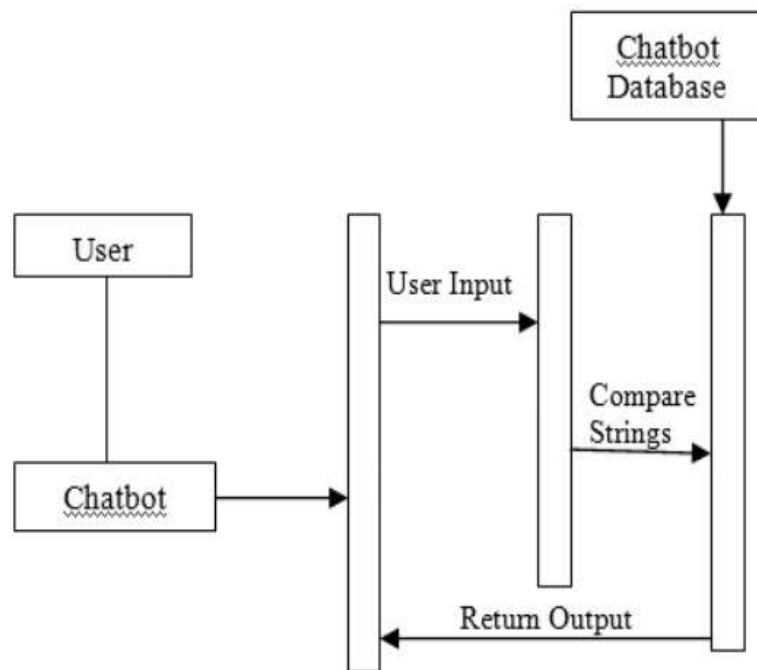 Chatbot
Database
User
User Input
Compare
Strings
Chatbot
Return Output